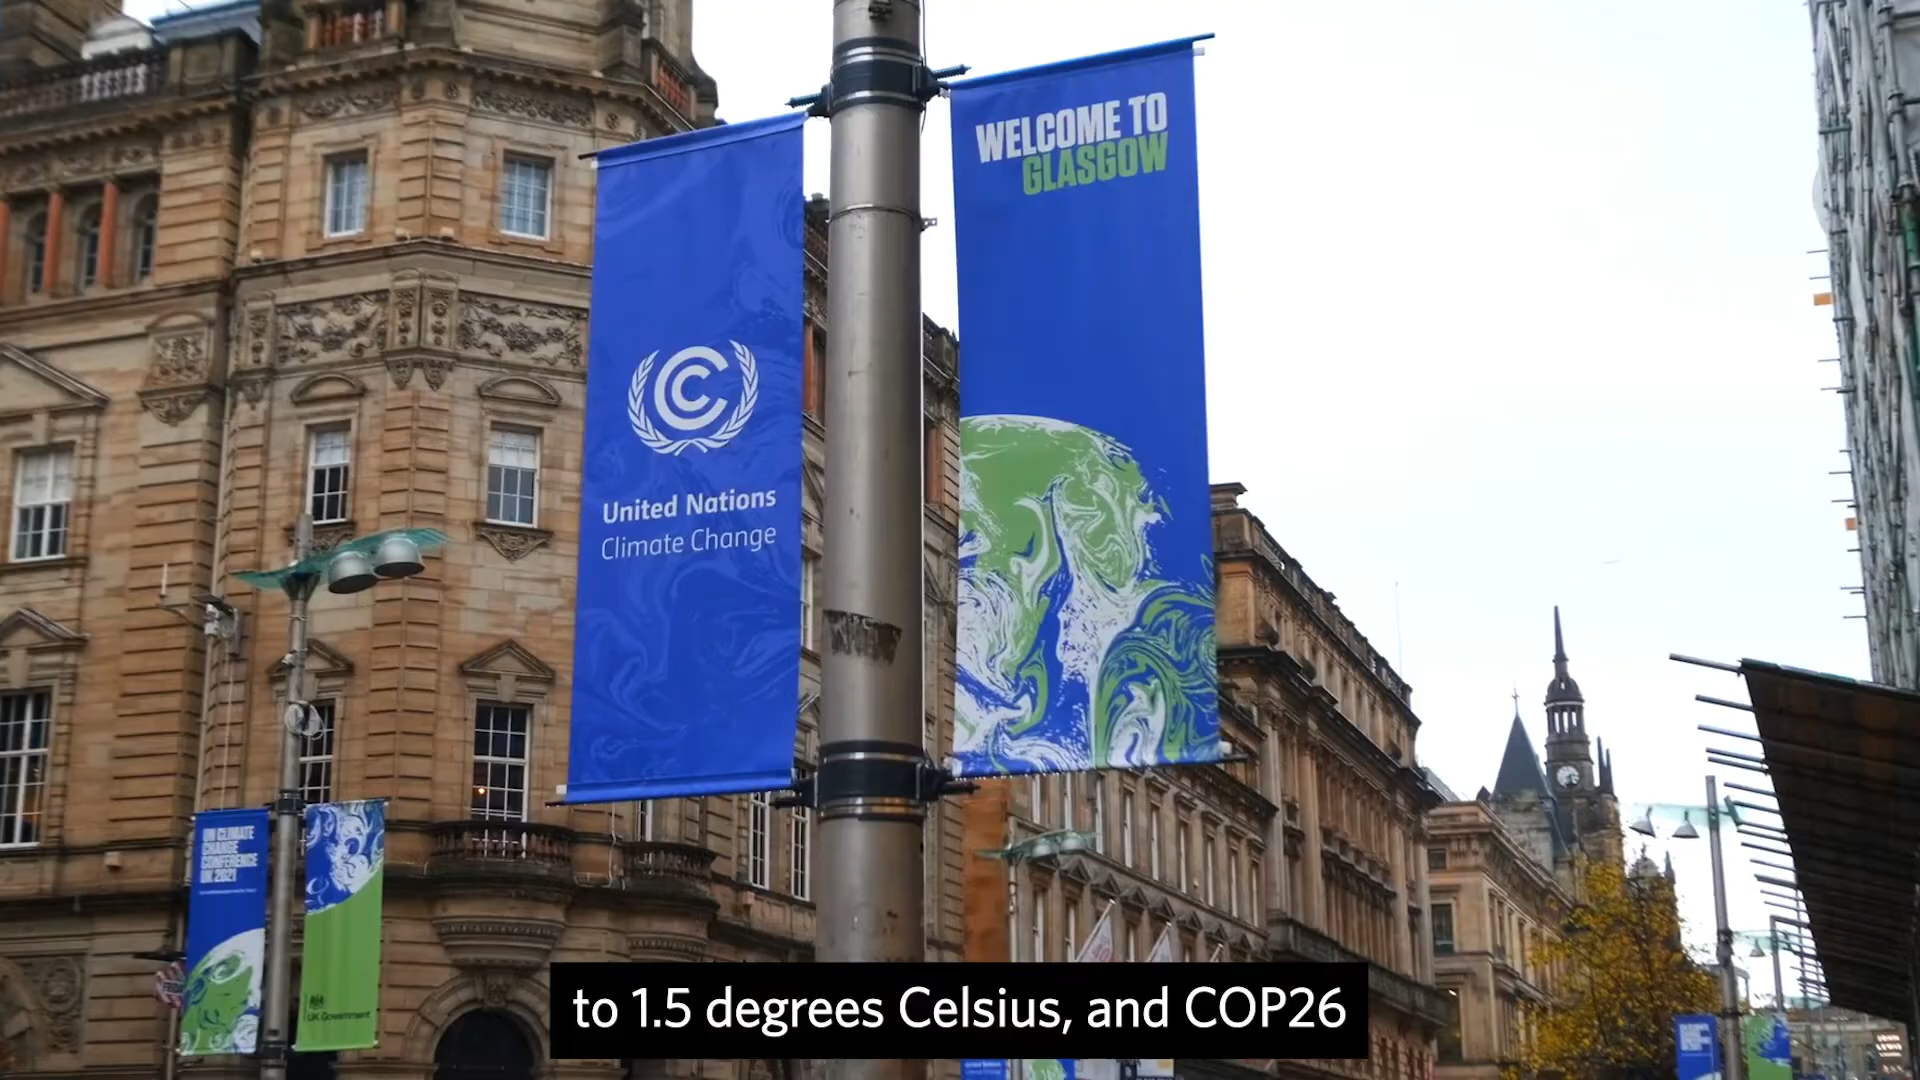 WELCOME TO
GLASGOW
United Nations
Climate Change
UN CLIMATE
CHANGE
CONFERENCE
UK 2021
UK Government
to 1.5 degrees Celsius, and COP26